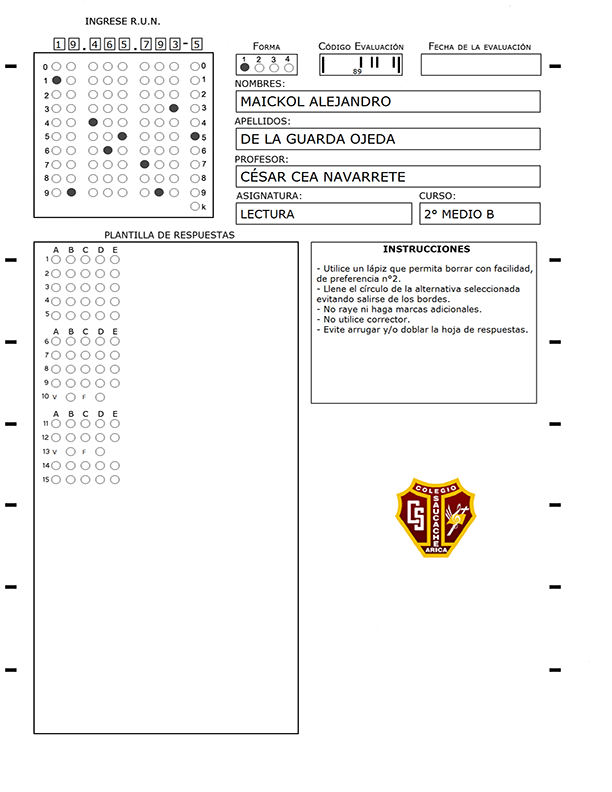 INGRESE R.U.N.
19.465.793-5
0 0
1 1
2 2
3 3
4 4
5 5
6 6
7 7
8 8
9 9
k
FORMA
1 2 3 4
CÓDIGO EVALUACIÓN
89
FECHA DE LA EVALUACIÓN
NOMBRES:
MAICKOL ALEJANDRO
APELLIDOS:
DE LA GUARDA OJEDA
PROFESOR:
CÉSAR CEA NAVARRETE
ASIGNATURA: CURSO:
LECTURA 2° MEDIO B
PLANTILLA DE RESPUESTAS
A B C D E
1
2
3
4
5
A B C D E
6
7
8
9
10 V F
A B C D E
11
12
13 V F
14
15
INSTRUCCIONES
- Utilice un lápiz que permita borrar con facilidad,
de preferencia n°2.
- Llene el círculo de la alternativa seleccionada
evitando salirse de los bordes.
- No raye ni haga marcas adicionales.
- No utilice corrector.
- Evite arrugar y/o doblar la hoja de respuestas.
COLEGIO
CS
SAUCACHE
ARICA